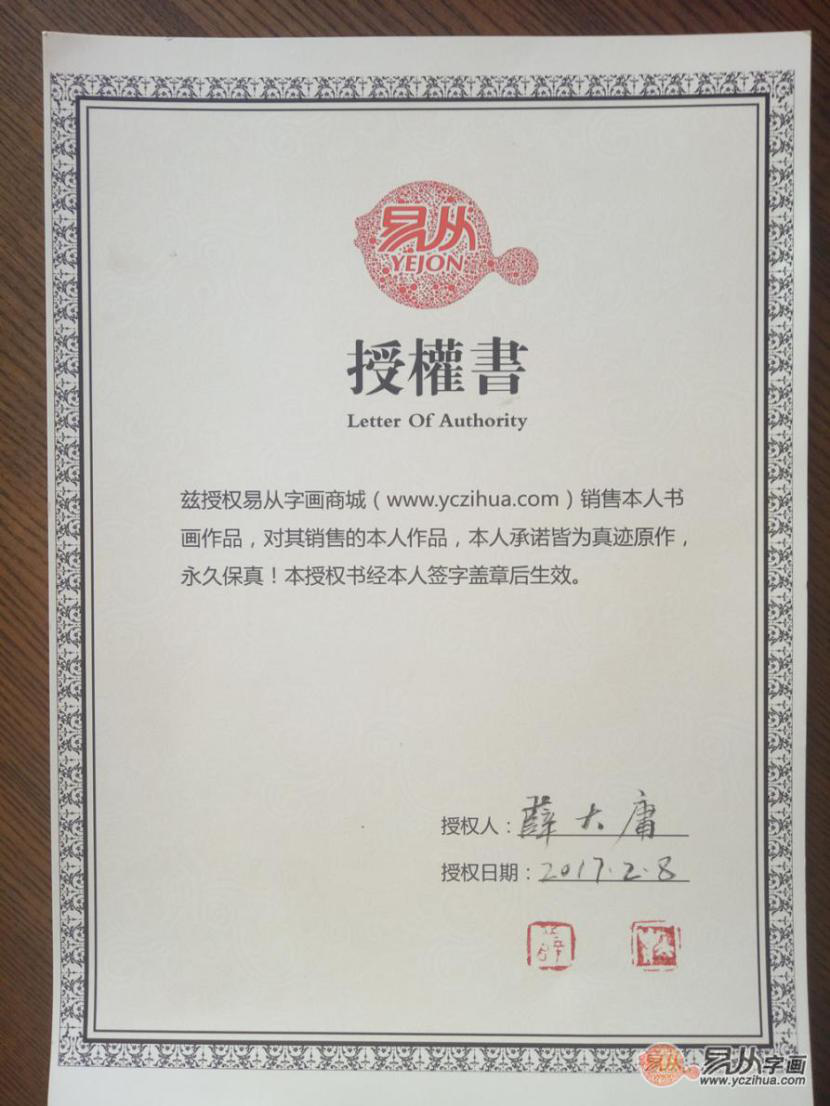 易从
YEJON
授權書
Letter Of Authority
兹授权易从字画商城（www.yczihua.com）销售本人书
画作品，对其销售的本人作品，本人承诺皆为真迹原作，
永久保真！本授权书经本人签字盖章后生效。
授权人：薛大庸
授权日期：2017.2.8
薛
易从 易从字画
www.yczihua.com